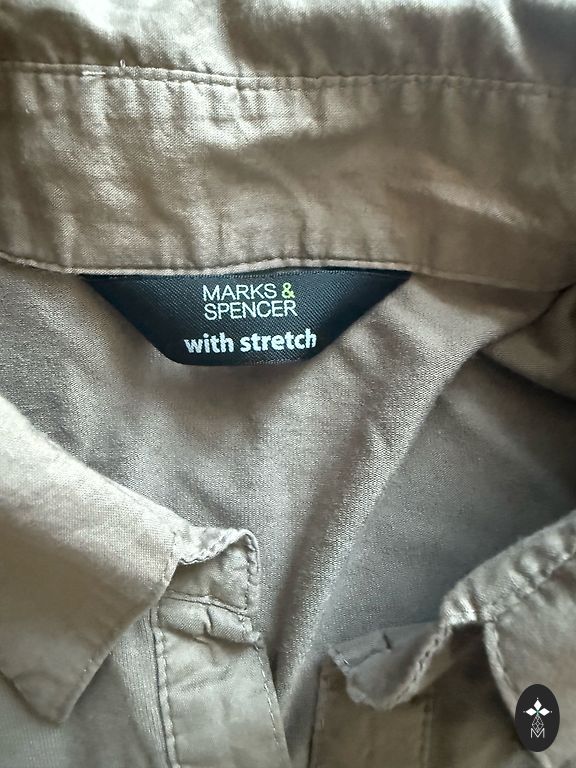 MARKS &
SPENCER
with stretch
M